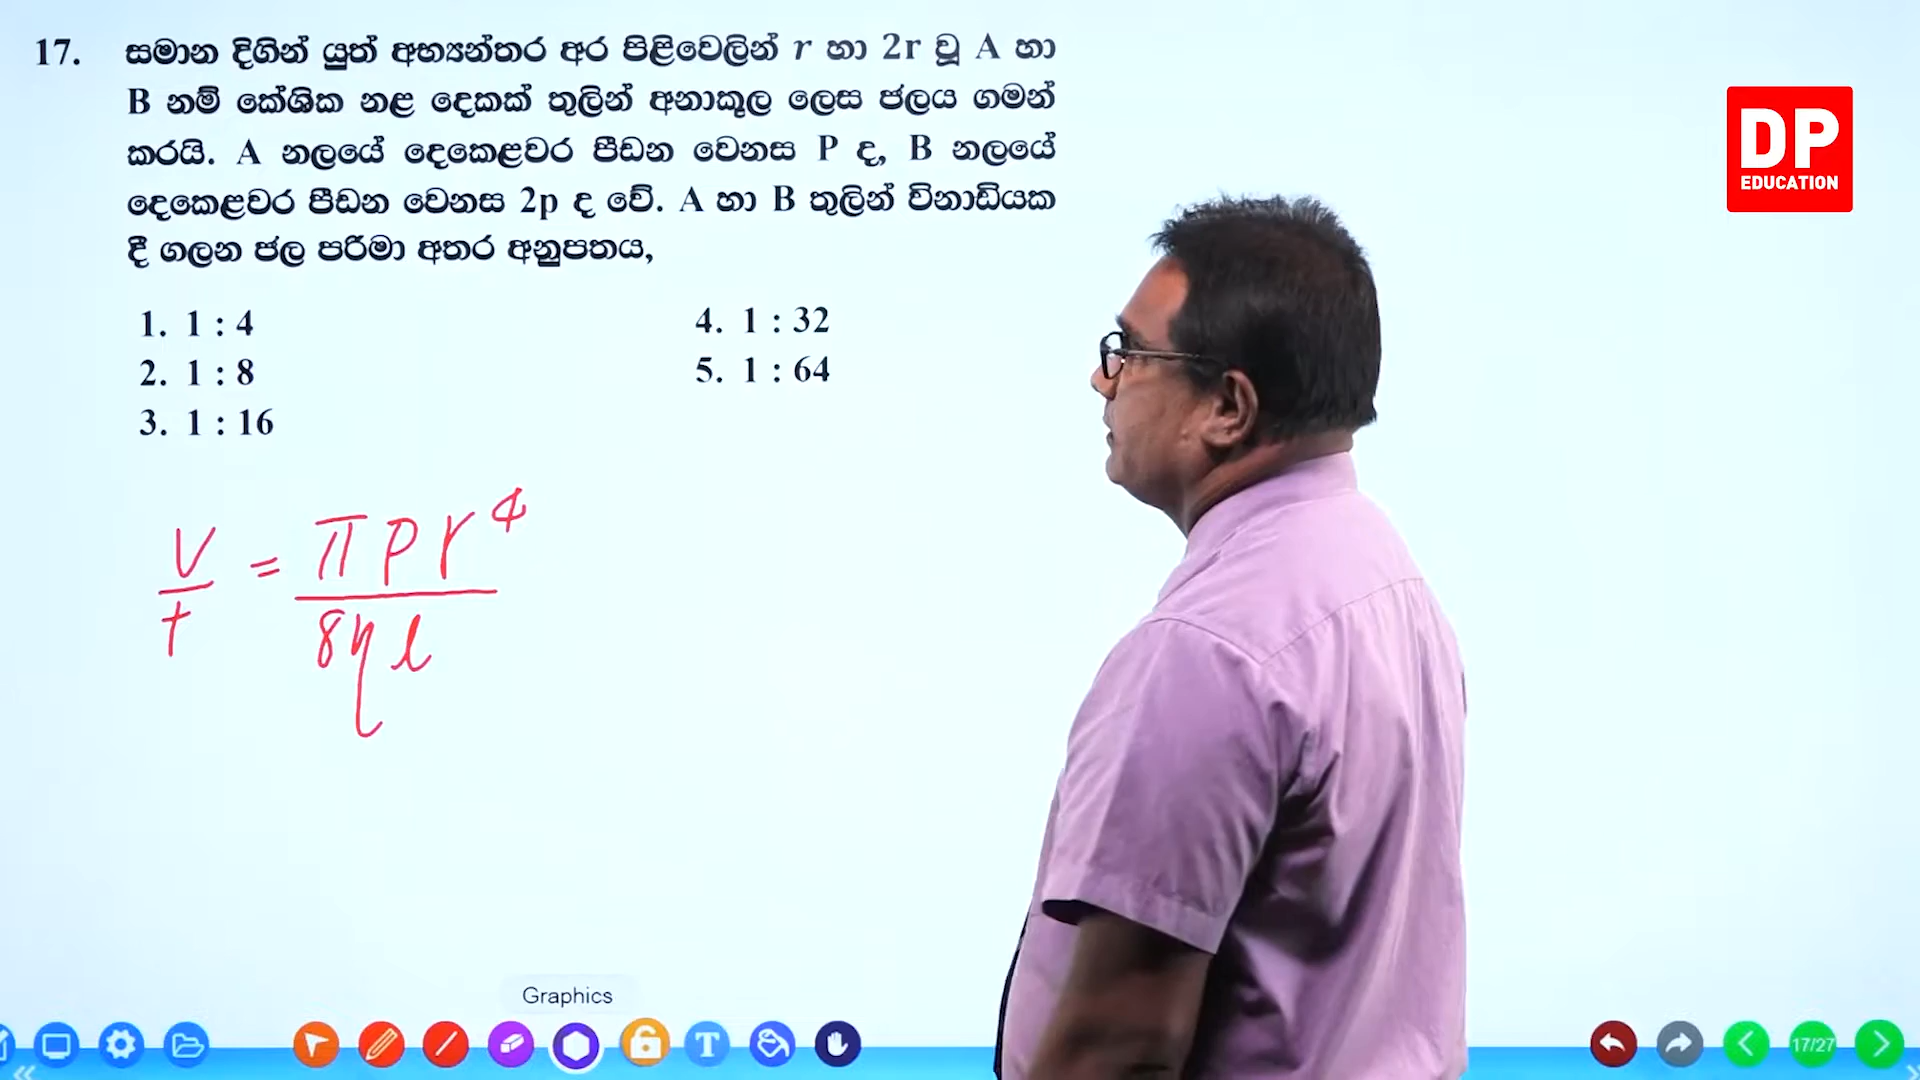 17. සමාන දිගින් යුත් අභ්‍යන්තර අර පිළිවෙලින් r හා 2r වූ A හා
B නම් කේශික නළ දෙකක් තුලින් අනාකූල ලෙස ජලය ගමන්
කරයි. A නලයේ දෙකෙළවර පීඩන වෙනස P ද, B නලයේ
දෙකෙළවර පීඩන වෙනස 2p ද වේ. A හා B තුලින් විනාඩියක
දී ගලන ජල පරිමා අතර අනුපතය,
1. 1 : 4
2. 1 : 8
3. 1 : 16
4. 1 : 32
5. 1 : 64
V/t = πpr⁴/8ηl
DP
EDUCATION
Graphics
T
17/27